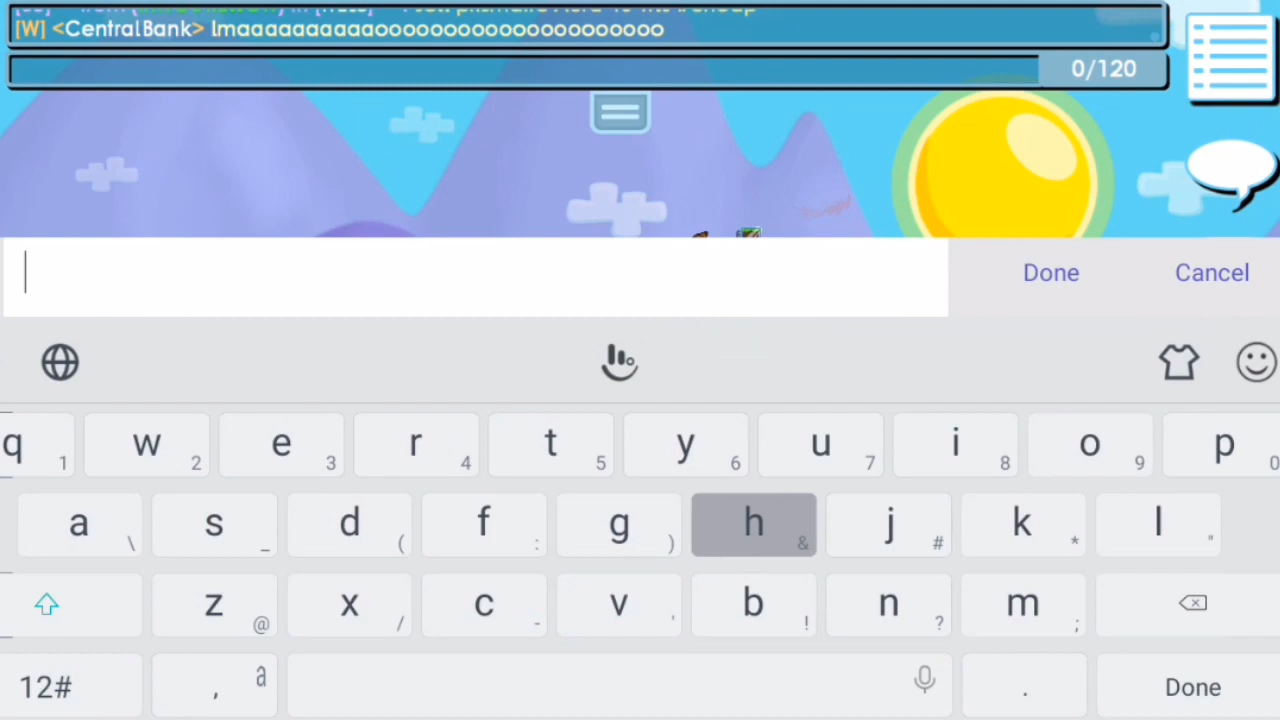 [W] <CentralBank> lmaaaaaaaaaaooooooooooooooooooooo
0/120
Done Cancel
q 1 w 2 e 3 r 4 t 5 y 6 u 7 i 8 o 9 p 0
a \ s _ d ( f : g ) h & j # k * l "
z @ x / c - v ' b ! n ? m ;
12# , a . Done